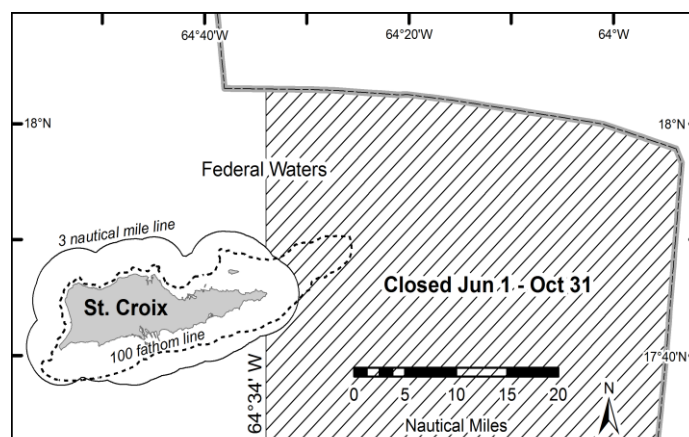 64°40'W 64°20'W 64°W
18°N 18°N
Federal Waters
3 nautical mile line
Closed Jun 1 - Oct 31
St. Croix
100 fathom line
17°40'N
64°34' W
0 5 10 15 20
Nautical Miles
N